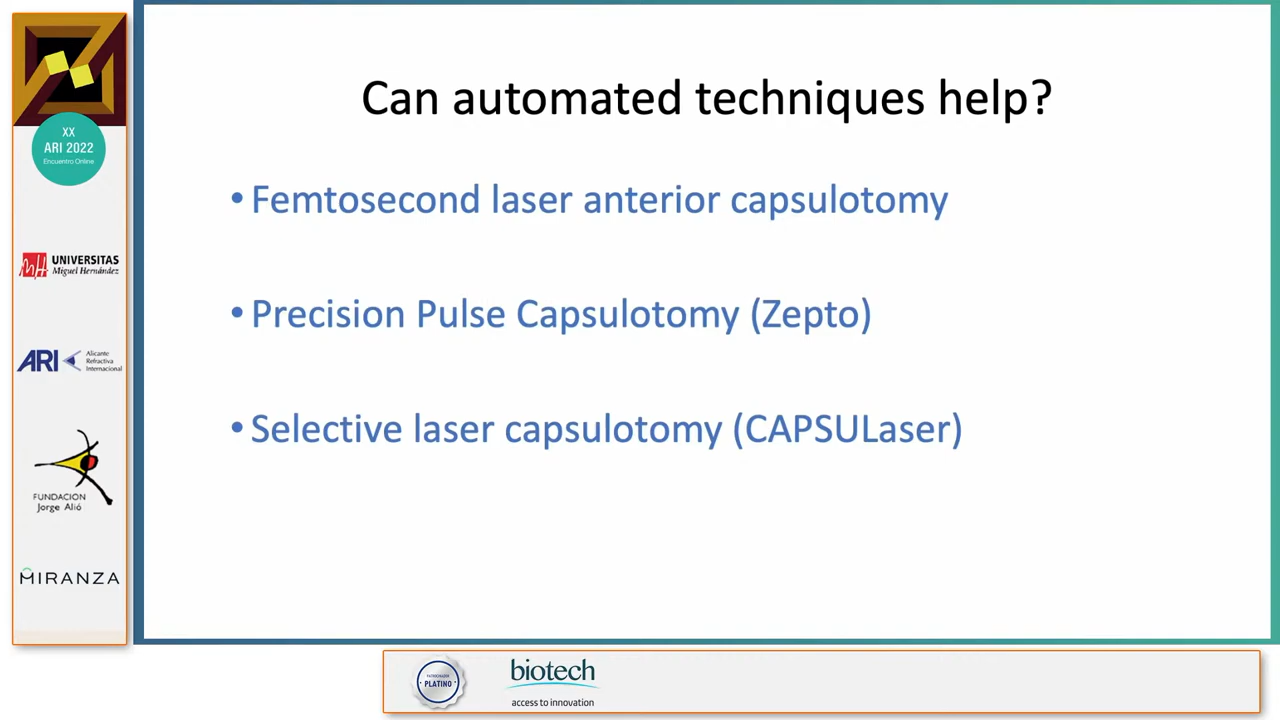 Can automated techniques help?
• Femtosecond laser anterior capsulotomy
• Precision Pulse Capsulotomy (Zepto)
• Selective laser capsulotomy (CAPSULaser)
XX
ARI 2022
Encuentro Online
UNIVERSITAS
Miguel Hernández
ARI
Alicante
Refractiva
Internacional
FUNDACION
Jorge Alió
MIRANZA
PATROCINADOR
PLATINO
biotech
access to innovation